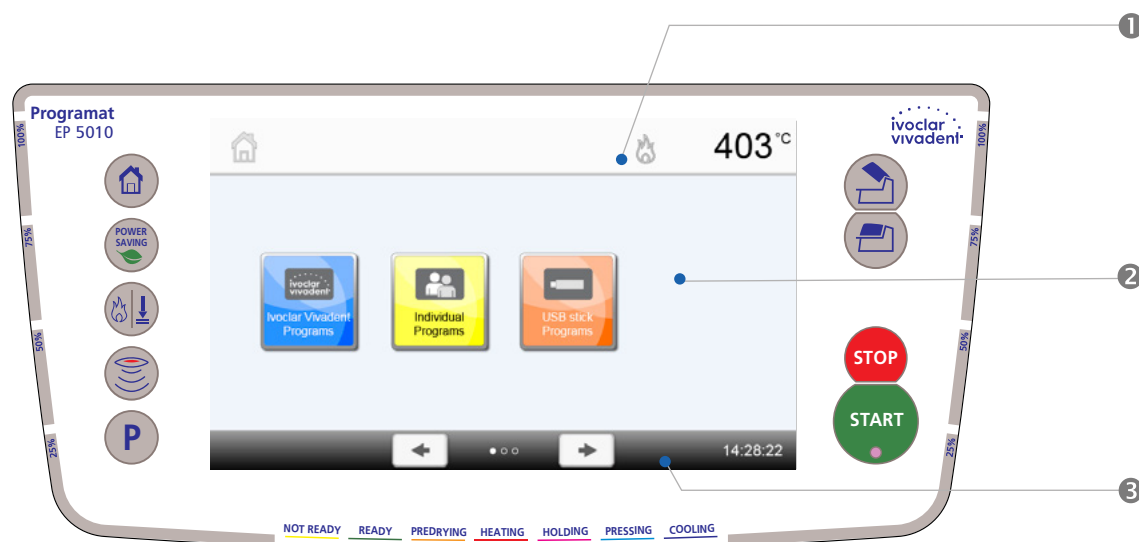 1
Programat
EP 5010
ivoclar
vivadent
403 °C
100%
100%
POWER
SAVING
75%
75%
2
ivoclar
vivadent
Ivoclar Vivadent
Programs
Individual
Programs
USB stick
Programs
50%
50%
STOP
START
P
25%
25%
14:28:22
3
NOT READY READY PREDRYING HEATING HOLDING PRESSING COOLING